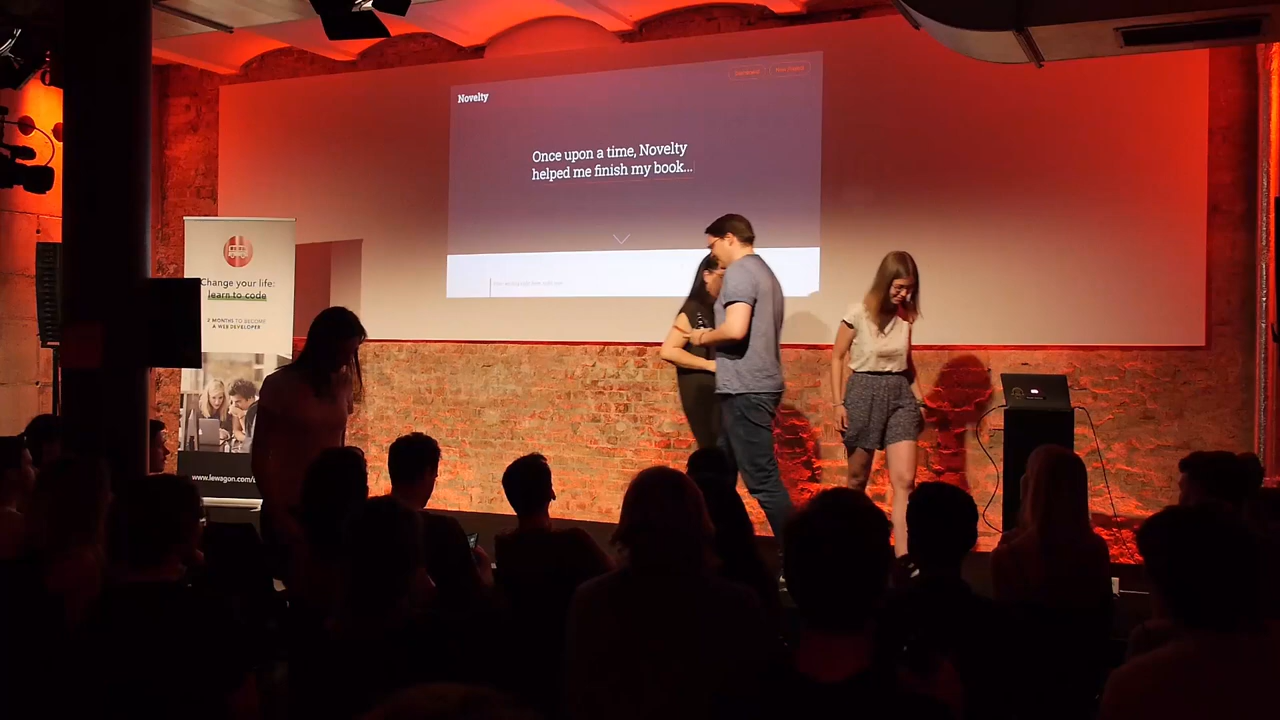 Novelty
Once upon a time, Novelty
helped me finish my book...
Change your life:
learn to code
2 MONTHS TO BECOME
A WEB DEVELOPER
www.lewagon.com/